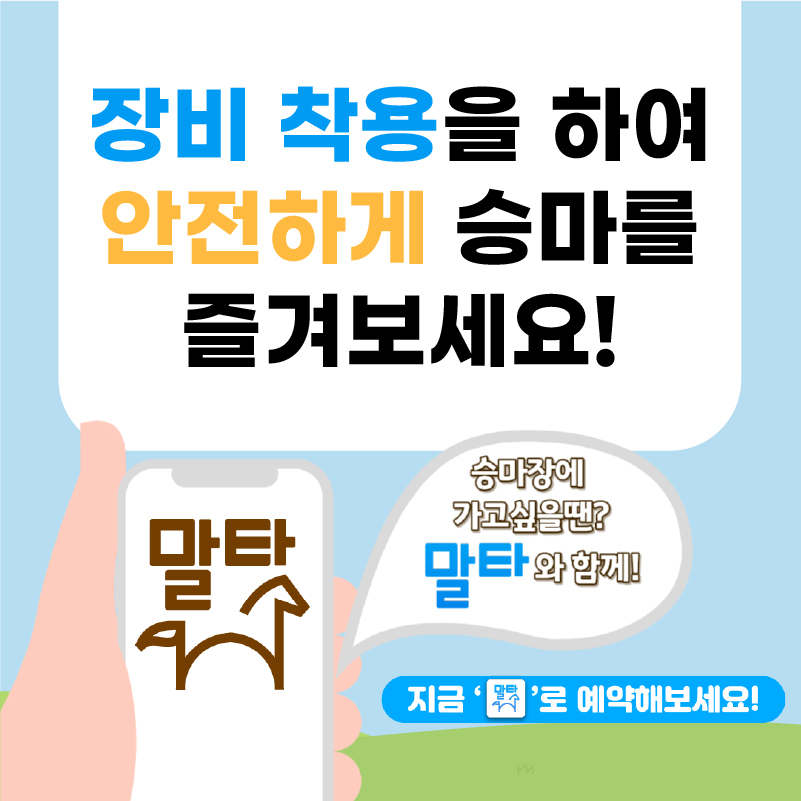 장비 착용을 하여
안전하게 승마를
즐겨보세요!
말타
승마장에
가고싶을땐?
말타와 함께!
지금 ‘말타’로 예약해보세요!